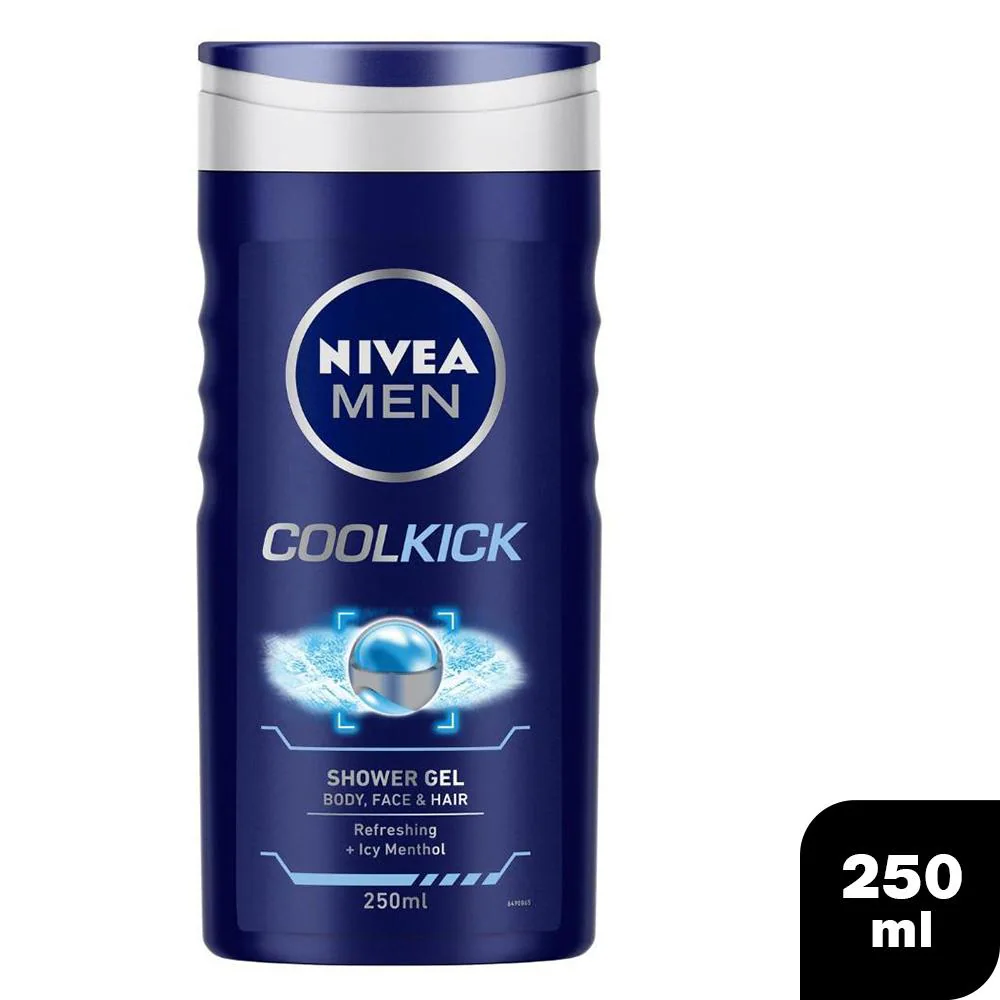 NIVEA
MEN
COOLKICK
SHOWER GEL
BODY, FACE & HAIR
Refreshing
+ Icy Menthol
250ml
250
ml